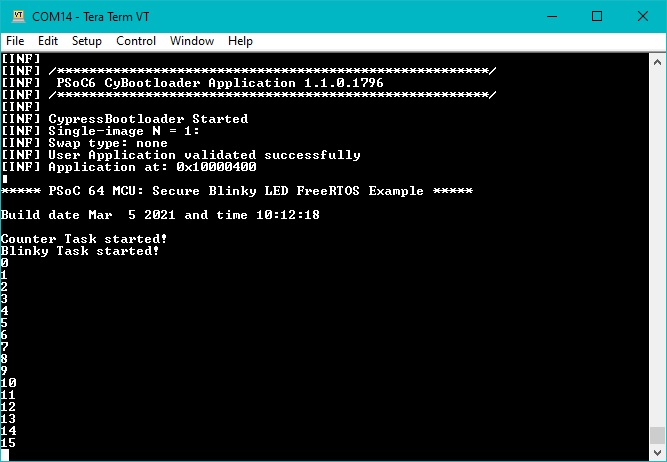 COM14 - Tera Term VT
File Edit Setup Control Window Help
[INF]
[INF] /******************************************************/
[INF]  PSoC6 CyBootloader Application 1.1.0.1796
[INF] /******************************************************/
[INF]
[INF] CypressBootloader Started
[INF] Single-image N = 1:
[INF] Swap type: none
[INF] User Application validated successfully
[INF] Application at: 0x10000400
***** PSoC 64 MCU: Secure Blinky LED FreeRTOS Example *****
Build date Mar  5 2021 and time 10:12:18
Counter Task started!
Blinky Task started!
0
1
2
3
4
5
6
7
8
9
10
11
12
13
14
15